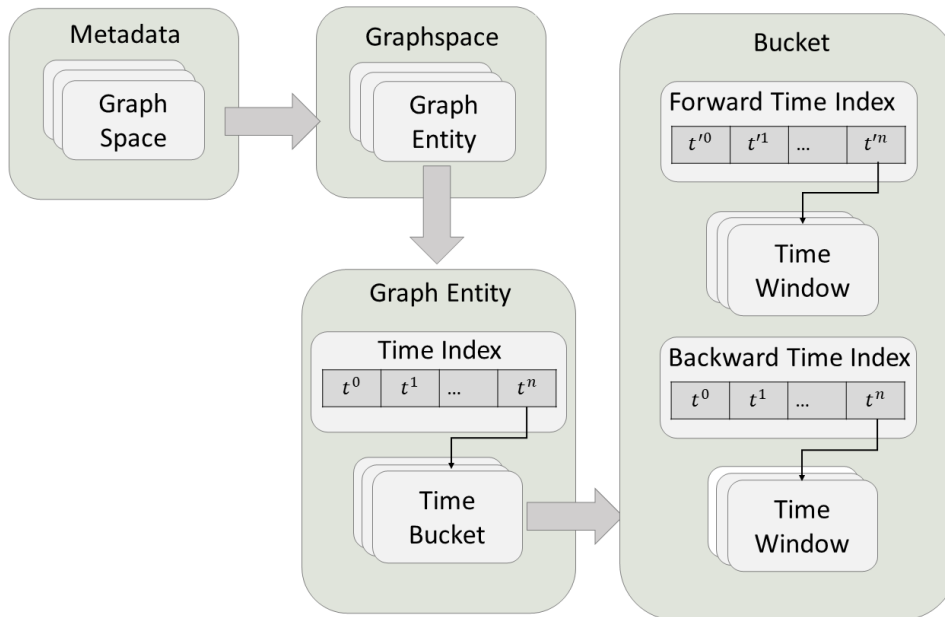 Metadata
Graph
Space
Graphspace
Graph
Entity
Graph Entity
Time Index
t⁰ t¹ ... tⁿ
Time
Bucket
Bucket
Forward Time Index
t′⁰ t′¹ ... t′ⁿ
Time
Window
Backward Time Index
t⁰ t¹ ... tⁿ
Time
Window